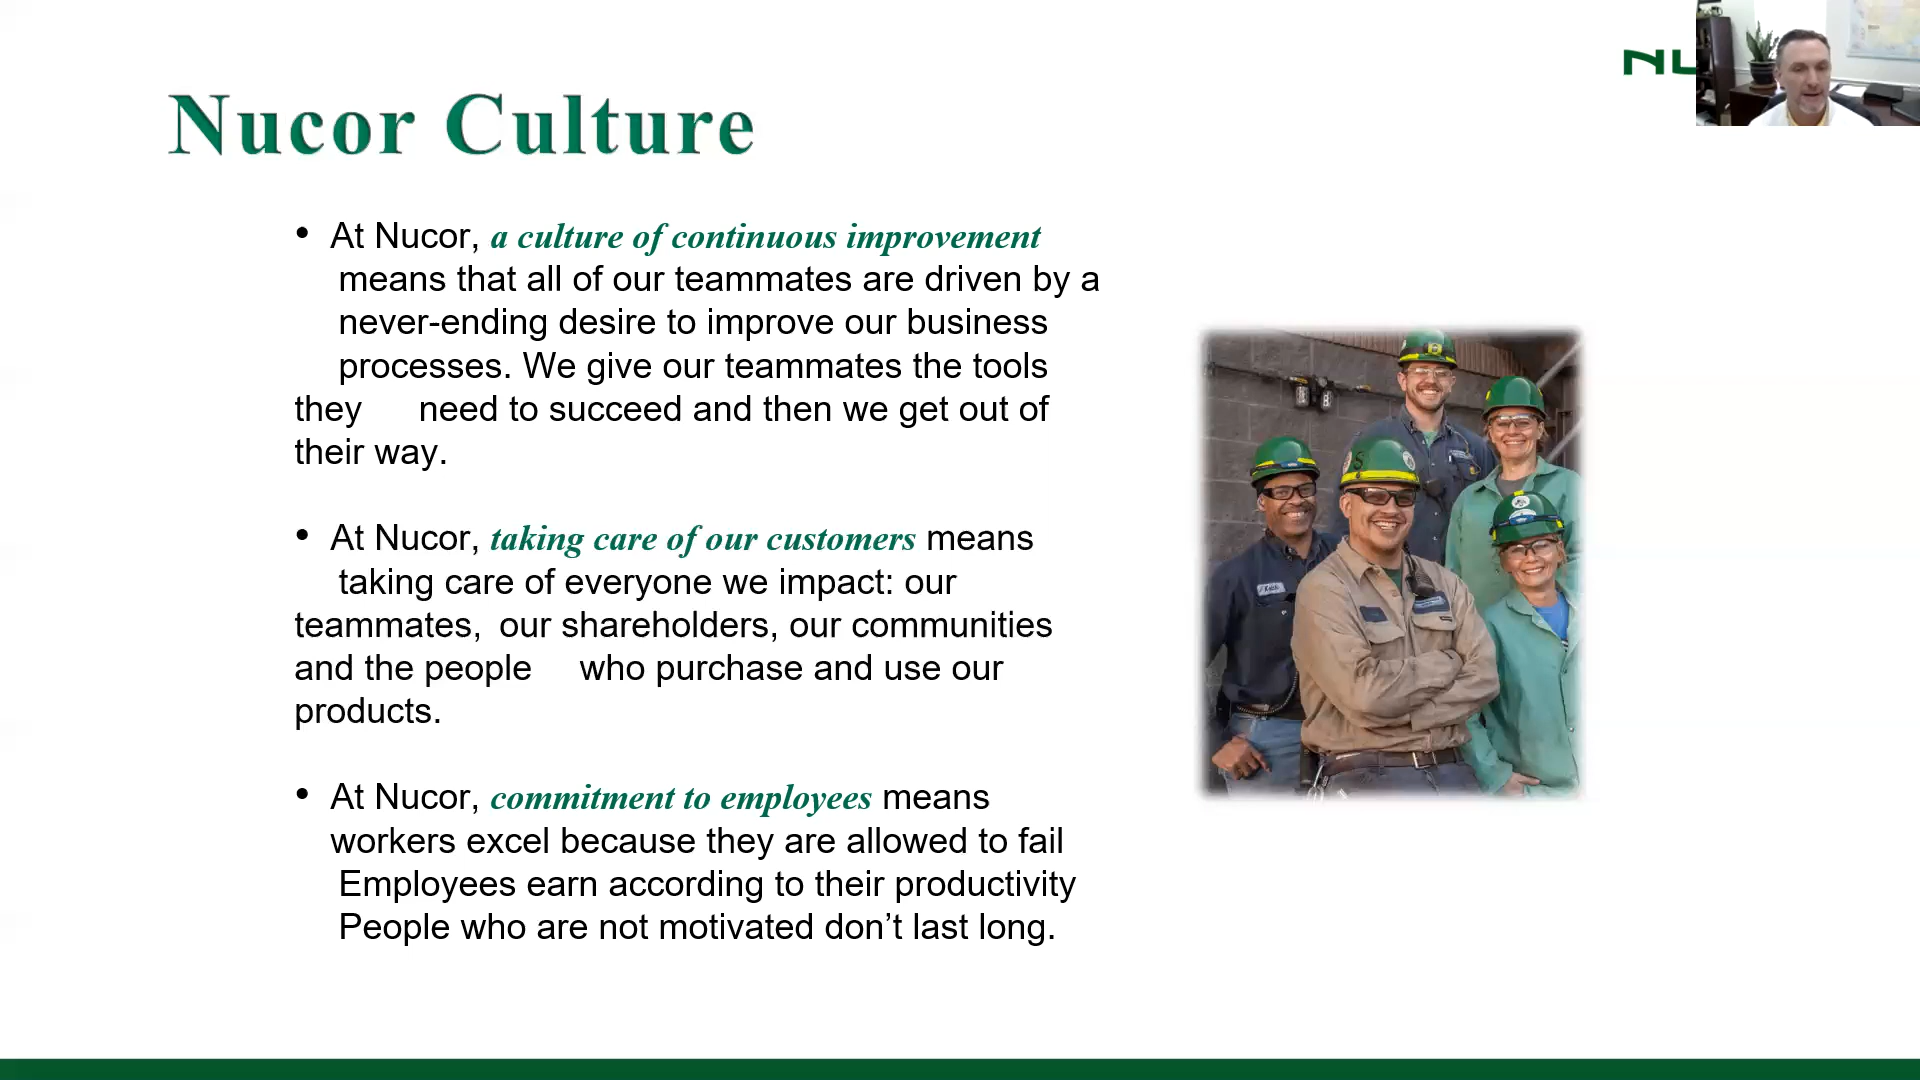 Nucor Culture
• At Nucor, a culture of continuous improvement
means that all of our teammates are driven by a
never-ending desire to improve our business
processes. We give our teammates the tools
they need to succeed and then we get out of
their way.
• At Nucor, taking care of our customers means
taking care of everyone we impact: our
teammates, our shareholders, our communities
and the people who purchase and use our
products.
• At Nucor, commitment to employees means
workers excel because they are allowed to fail
Employees earn according to their productivity
People who are not motivated don’t last long.